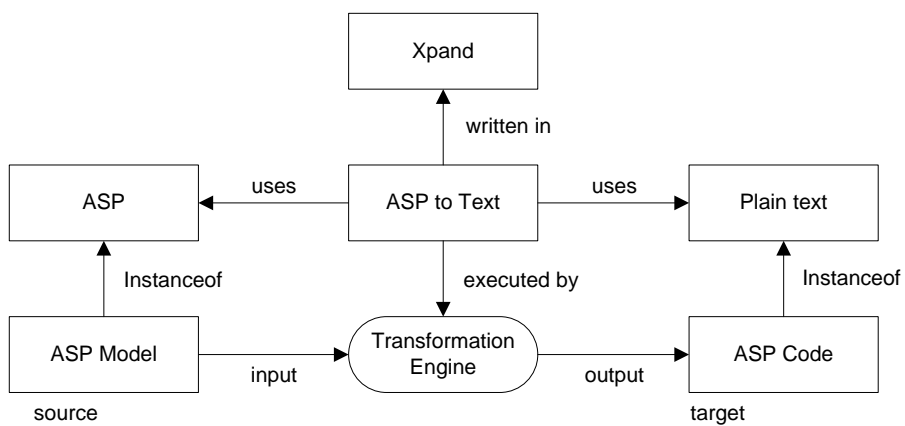 Xpand
written in
ASP
uses
ASP to Text
uses
Plain text
Instanceof
executed by
Instanceof
ASP Model
input
Transformation
Engine
output
ASP Code
source
target